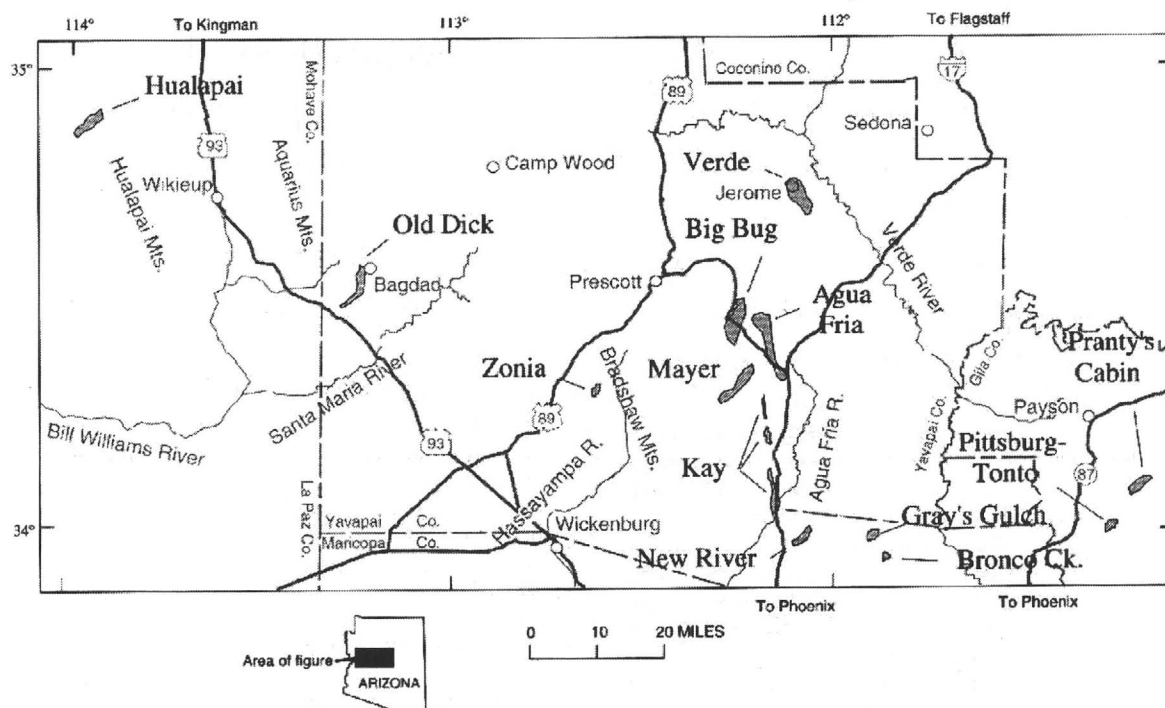 114°
To Kingman
113°
112°
To Flagstaff
35°
Hualapai
Mohave Co.
89
Coconino Co.
17
Sedona
93
Camp Wood
Verde
Jerome
Wikieup
Hualapai Mts.
Aquarius Mts.
Old Dick
Big Bug
Bagdad
Prescott
Verde River
Agua
Fria
Gila Co.
Pranty's
Cabin
Zonia
Mayer
Bradshaw Mts.
Santa Maria River
Payson
89
Bill Williams River
93
Agua Fria R.
Yavapai Co.
Pittsburg-
Tonto
87
Kay
Hassayampa R.
La Paz Co.
34°
Yavapai Co.
Maricopa Co.
Wickenburg
Gray's Gulch
New River
Bronco Ck.
To Phoenix
To Phoenix
0 10 20 MILES
Area of figure
ARIZONA